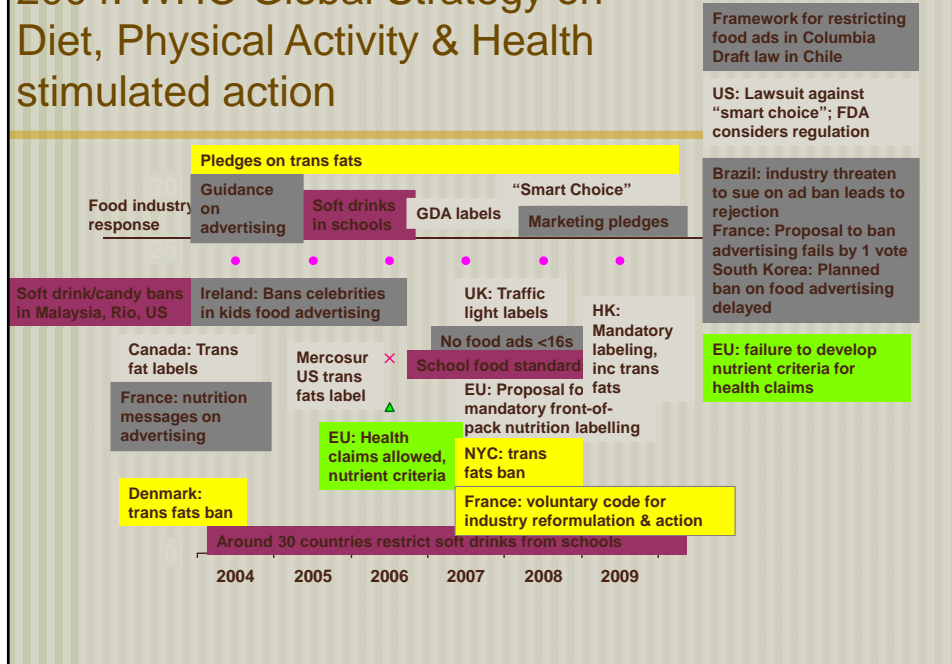 2004: WHO Global Strategy on
Diet, Physical Activity & Health
stimulated action
Framework for restricting
food ads in Columbia
Draft law in Chile
US: Lawsuit against
“smart choice”; FDA
considers regulation
Brazil: industry threaten
to sue on ad ban leads to
rejection
France: Proposal to ban
advertising fails by 1 vote
South Korea: Planned
ban on food advertising
delayed
EU: failure to develop
nutrient criteria for
health claims
Pledges on trans fats
30
Food industry
response
Guidance
on
advertising
Soft drinks
in schools
GDA labels
“Smart Choice”
Marketing pledges
25
Soft drink/candy bans
in Malaysia, Rio, US
Ireland: Bans celebrities
in kids food advertising
UK: Traffic
light labels
No food ads <16s
School food standards
HK:
Mandatory
labeling,
inc trans
fats
Canada: Trans
fat labels
Mercosur
US trans
fats label
France: nutrition
messages on
advertising
EU: Proposal fo
mandatory front-of-
pack nutrition labelling
EU: Health
claims allowed,
nutrient criteria
NYC: trans
fats ban
Denmark:
trans fats ban
France: voluntary code for
industry reformulation & action
Around 30 countries restrict soft drinks from schools
0
2004 2005 2006 2007 2008 2009